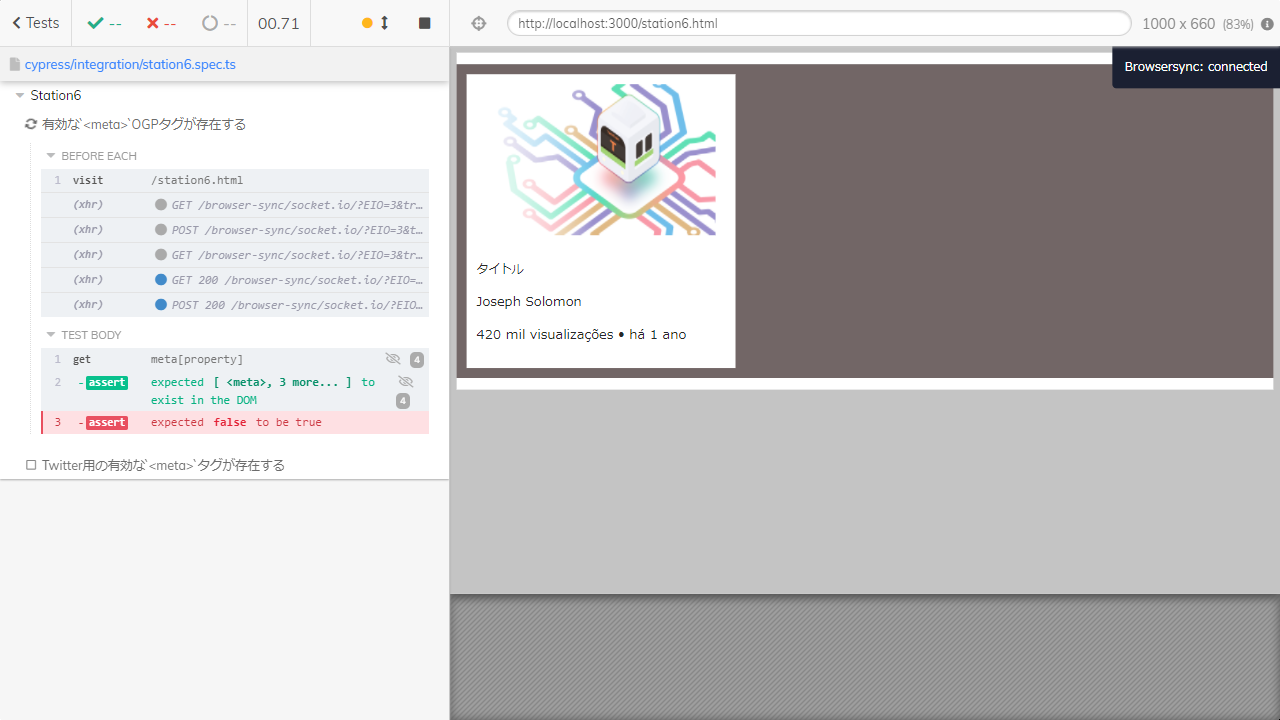 Tests
--
--
--
00.71
http://localhost:3000/station6.html
1000 x 660 (83%)
cypress/integration/station6.spec.ts
Browsersync: connected
Station6
有効な`<meta>`OGPタグが存在する
BEFORE EACH
1 visit /station6.html
(xhr) GET /browser-sync/socket.io/?EIO=3&tr…
(xhr) POST /browser-sync/socket.io/?EIO=3&t…
(xhr) GET /browser-sync/socket.io/?EIO=3&t…
(xhr) GET 200 /browser-sync/socket.io/?EIO=…
(xhr) POST 200 /browser-sync/socket.io/?EIO…
TEST BODY
1 get meta[property] 4
2 -assert expected [ <meta>, 3 more... ] to
exist in the DOM 4
3 -assert expected false to be true
Twitter用の有効な`<meta>`タグが存在する
T
タイトル
Joseph Solomon
420 mil visualizações • há 1 ano